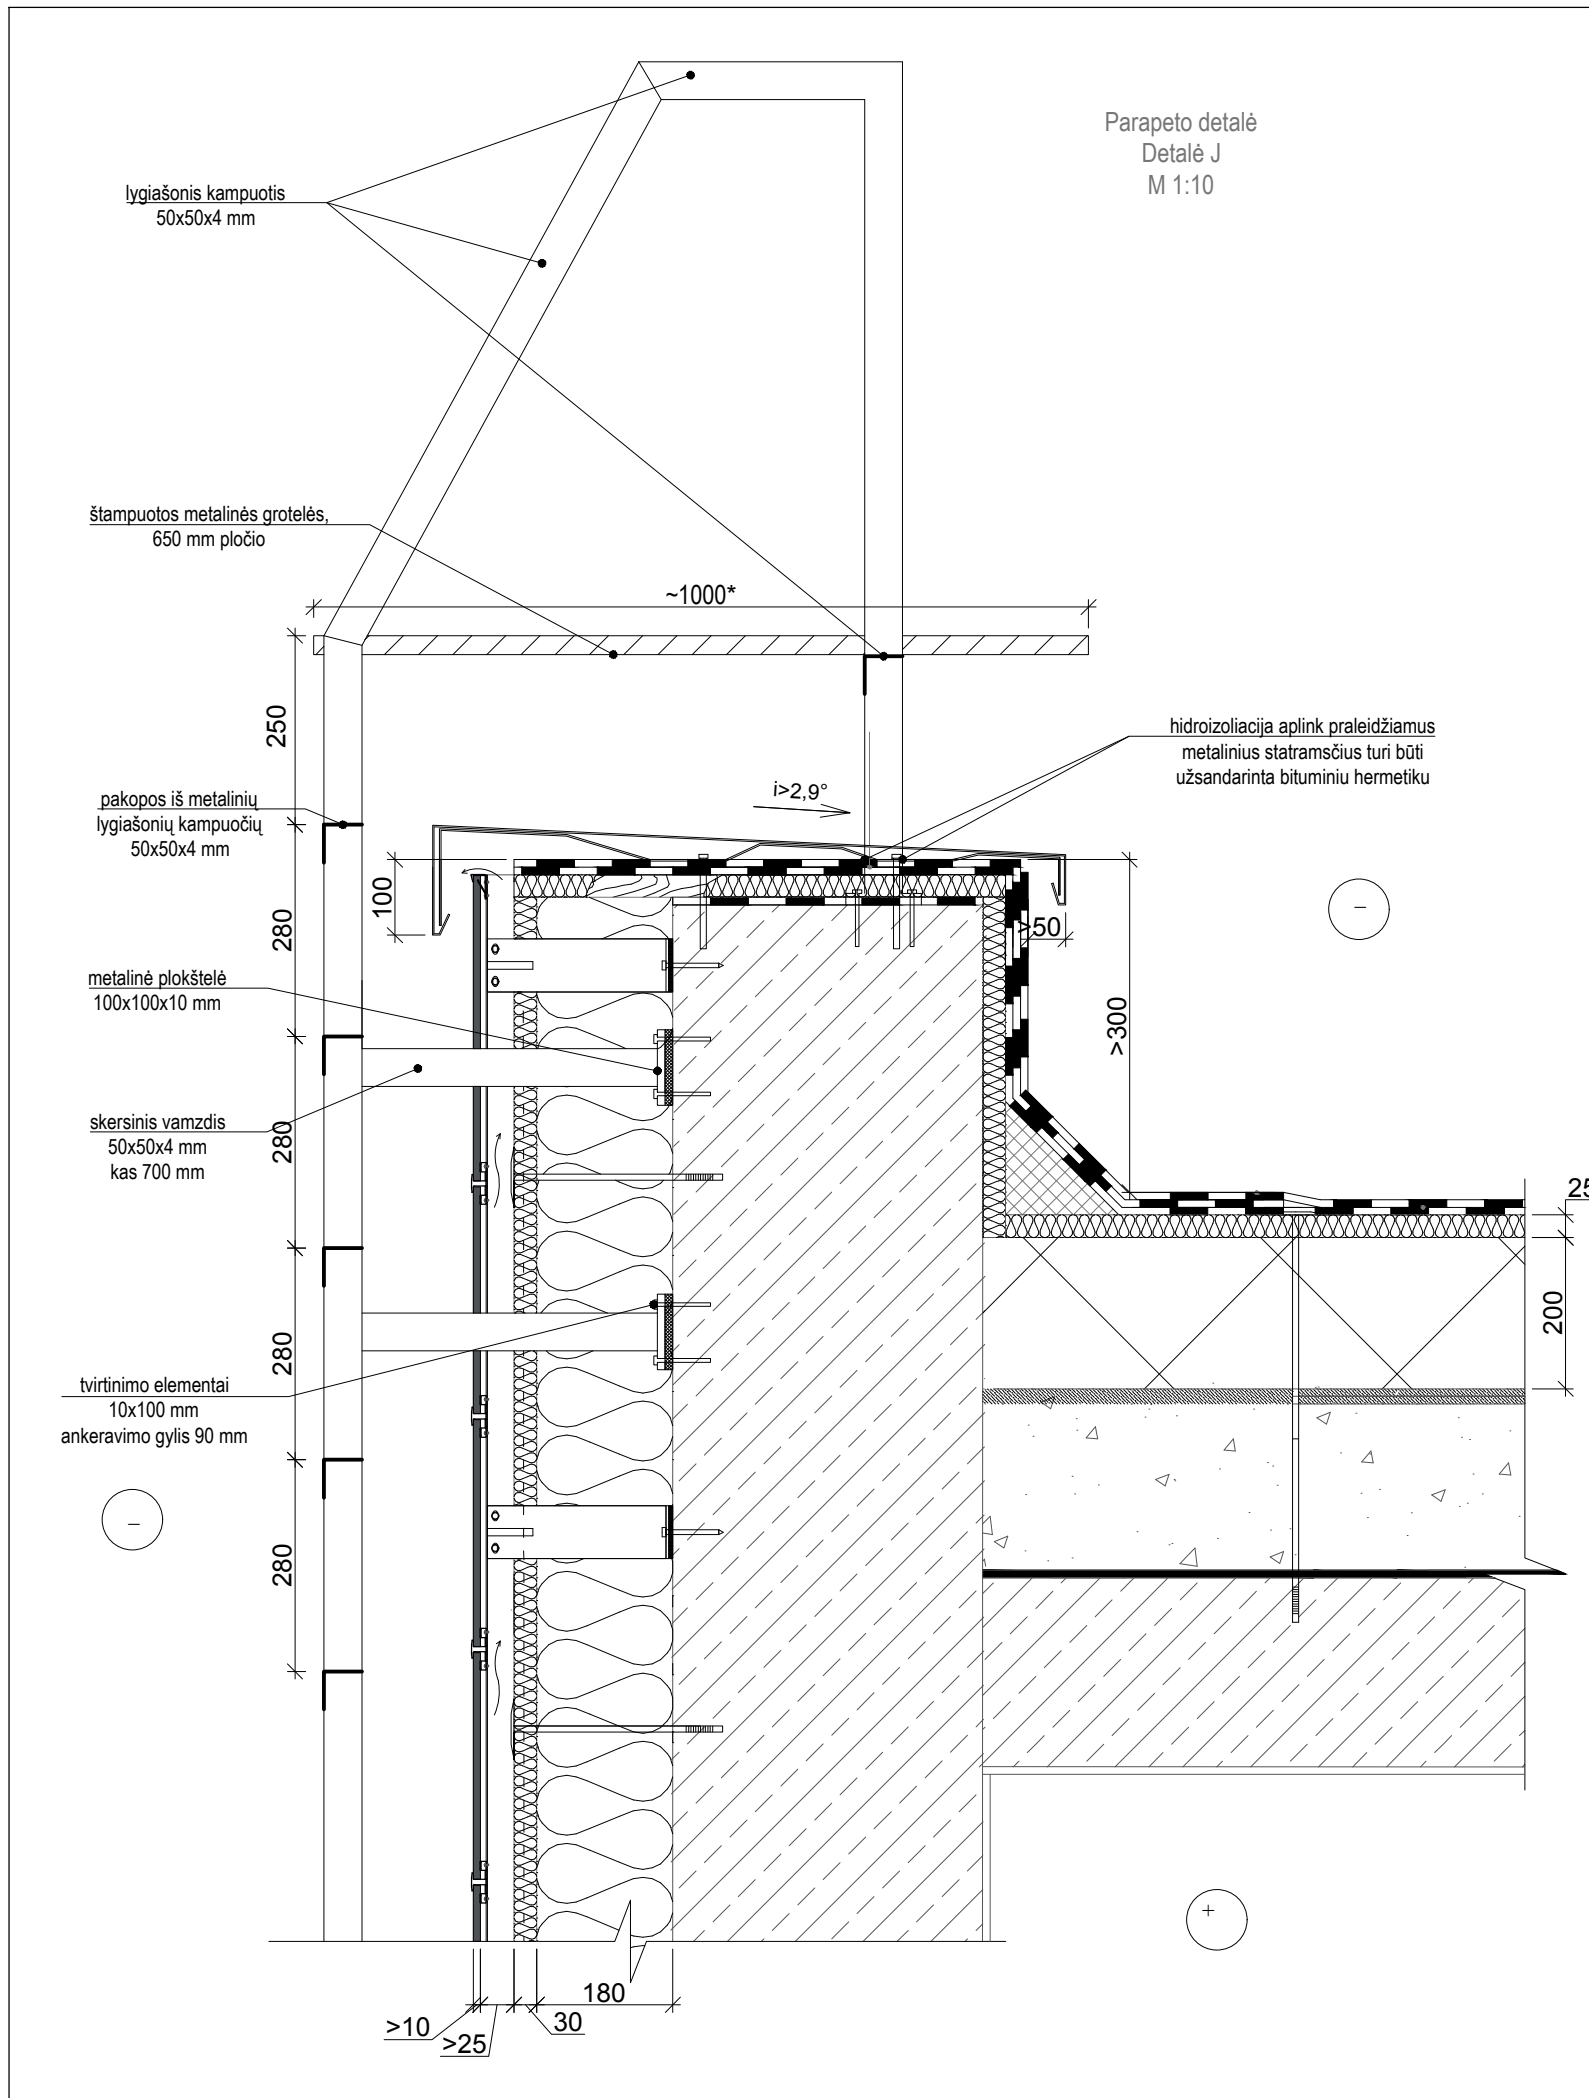 Parapeto detalė
Detalė J
M 1:10
lygiašonis kampuotis
50x50x4 mm
štampuotos metalinės grotelės,
650 mm pločio
~1000*
250
hidroizoliacija aplink praleidžiamus
metalinius statramsčius turi būti
užsandarinta bituminiu hermetiku
i>2,9°
pakopos iš metalinių
lygiašonių kampuočių
50x50x4 mm
100
280
>50
−
metalinė plokštelė
100x100x10 mm
>300
skersinis vamzdis
50x50x4 mm
kas 700 mm
280
25
200
280
tvirtinimo elementai
10x100 mm
ankeravimo gylis 90 mm
−
280
+
180
>10
>25
30